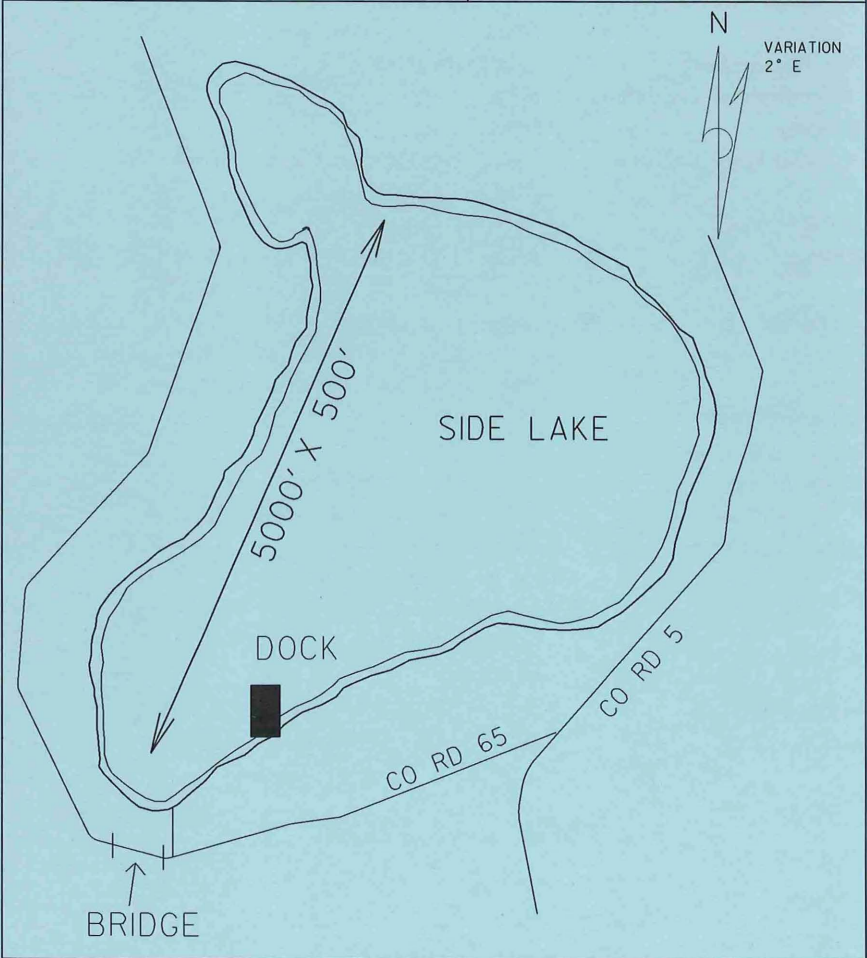 N
VARIATION
2° E
5000' X 500'
SIDE LAKE
DOCK
CO RD 5
CO RD 65
BRIDGE